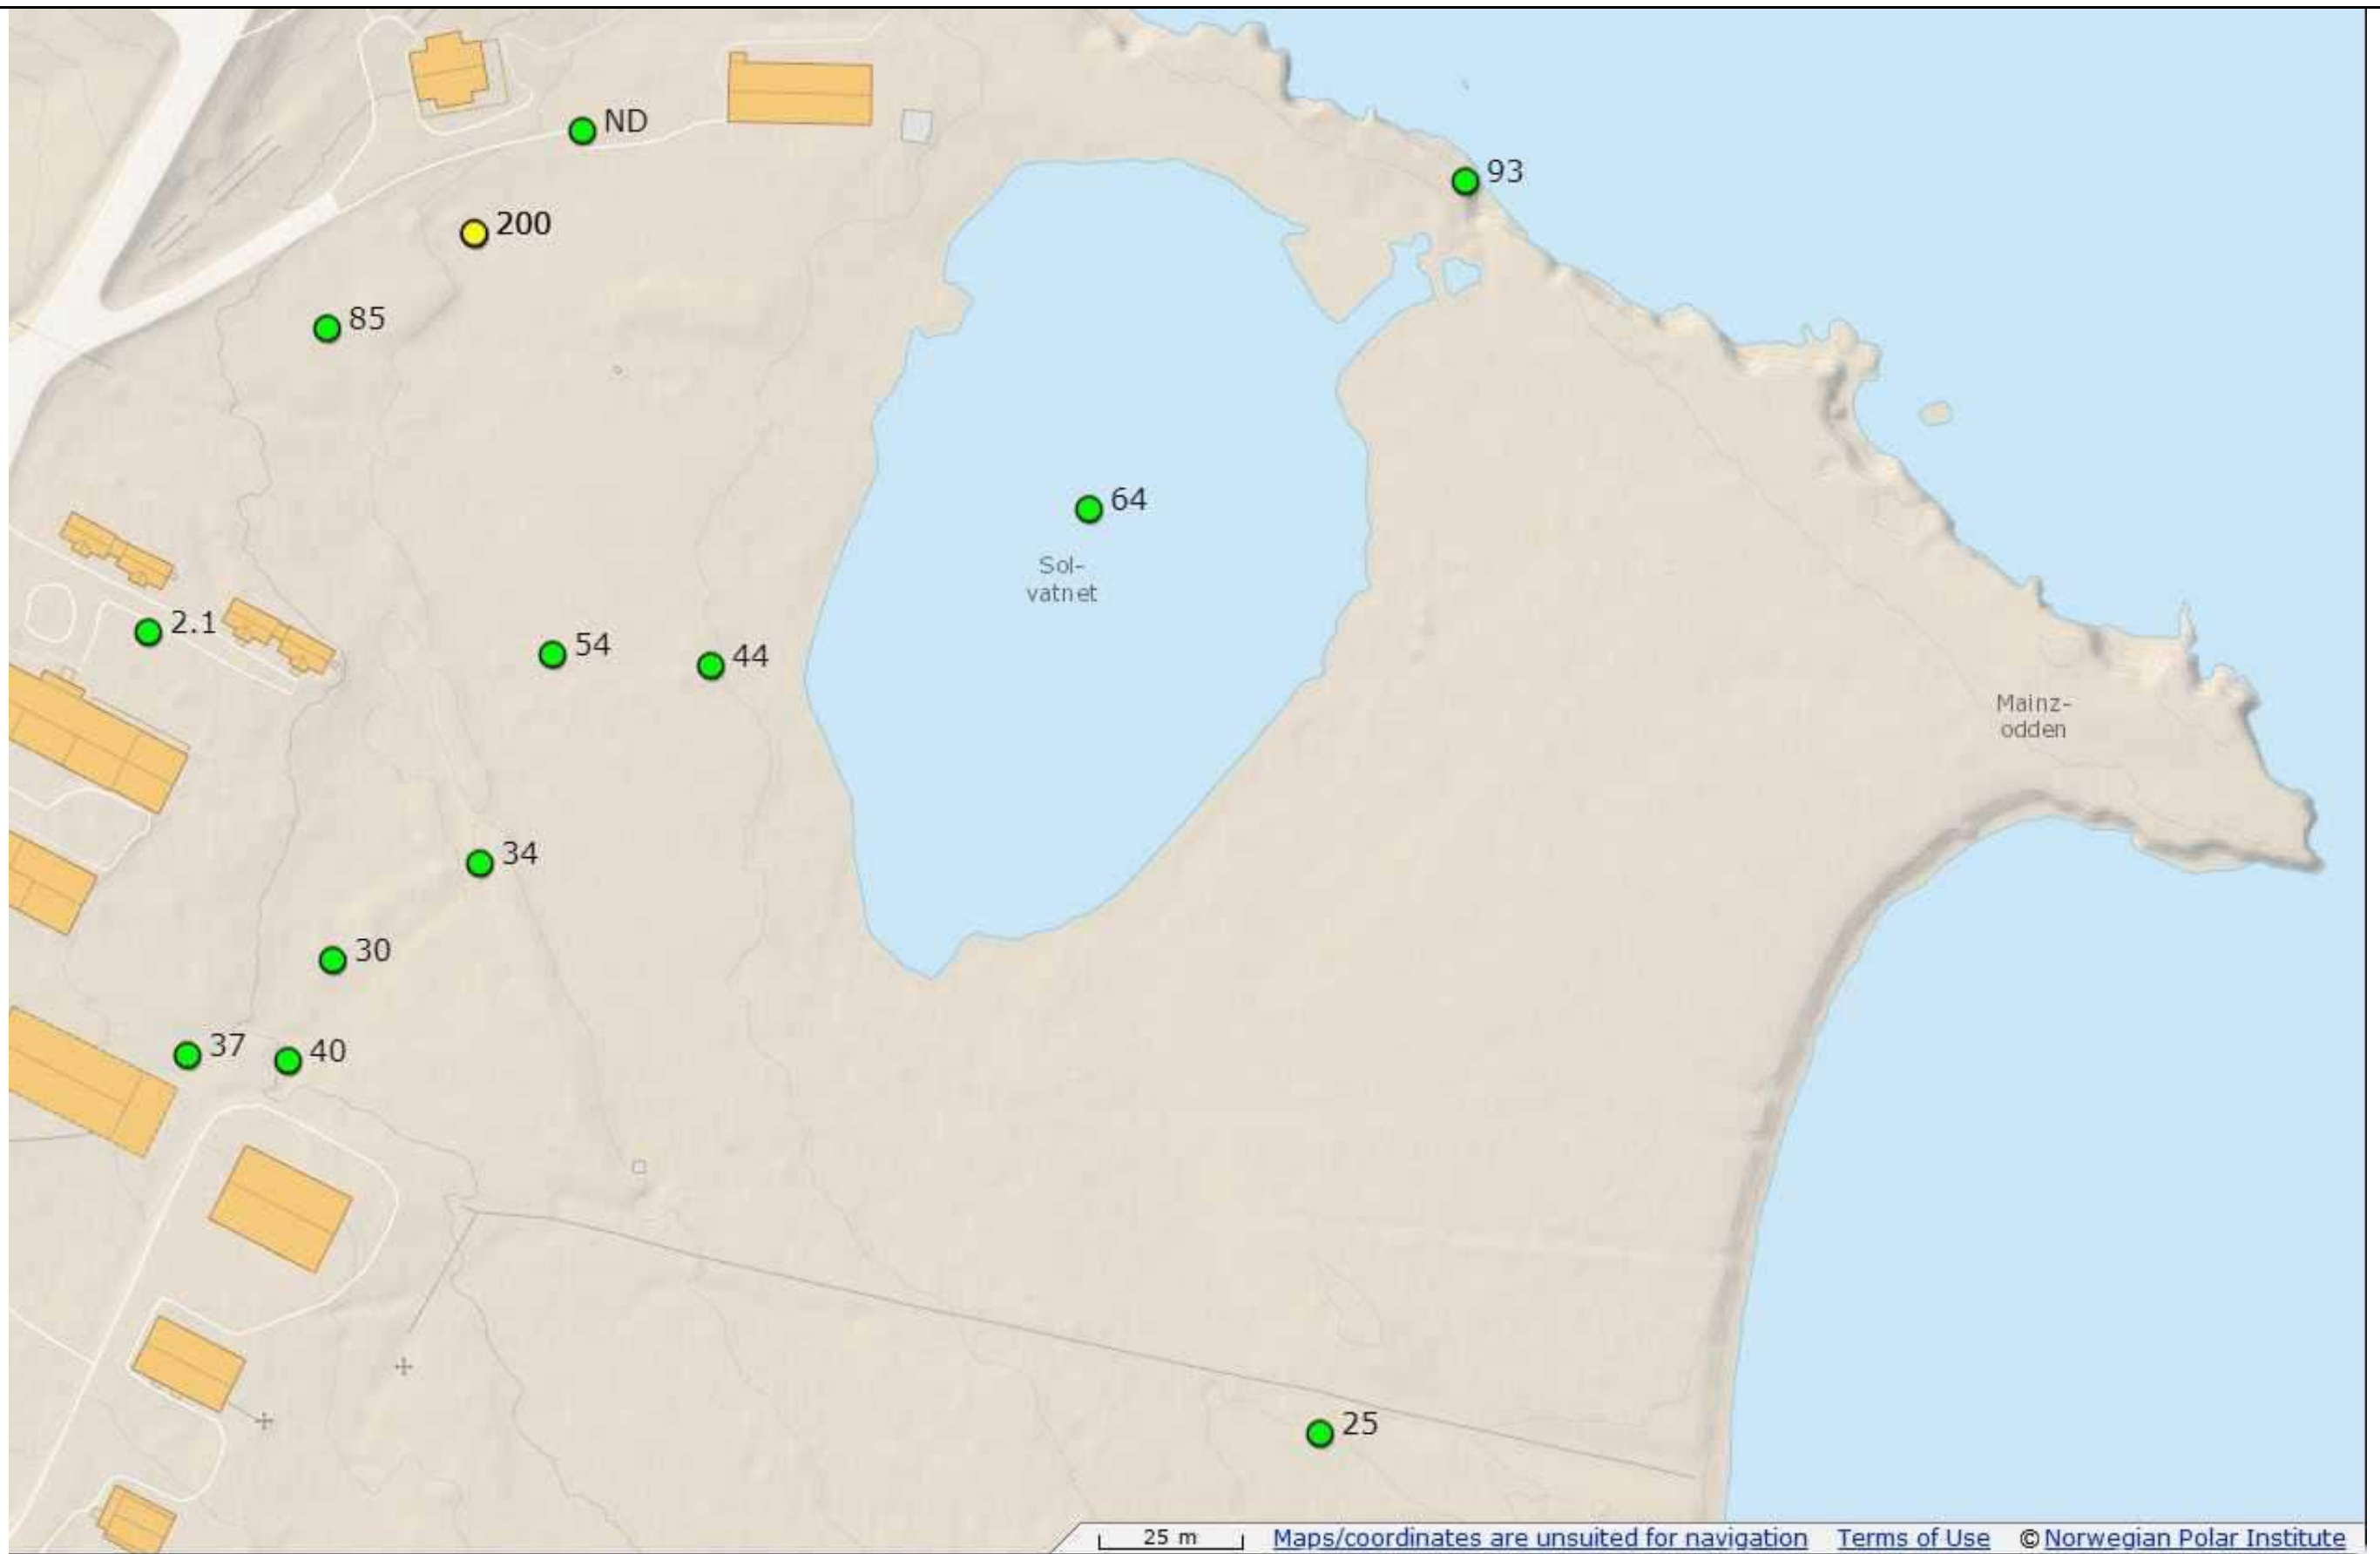 ND
93
200
85
64
Sol-
vatnet
2.1
54
44
Mainz-
odden
34
30
37
40
25
25 m Maps/coordinates are unsuited for navigation Terms of Use © Norwegian Polar Institute